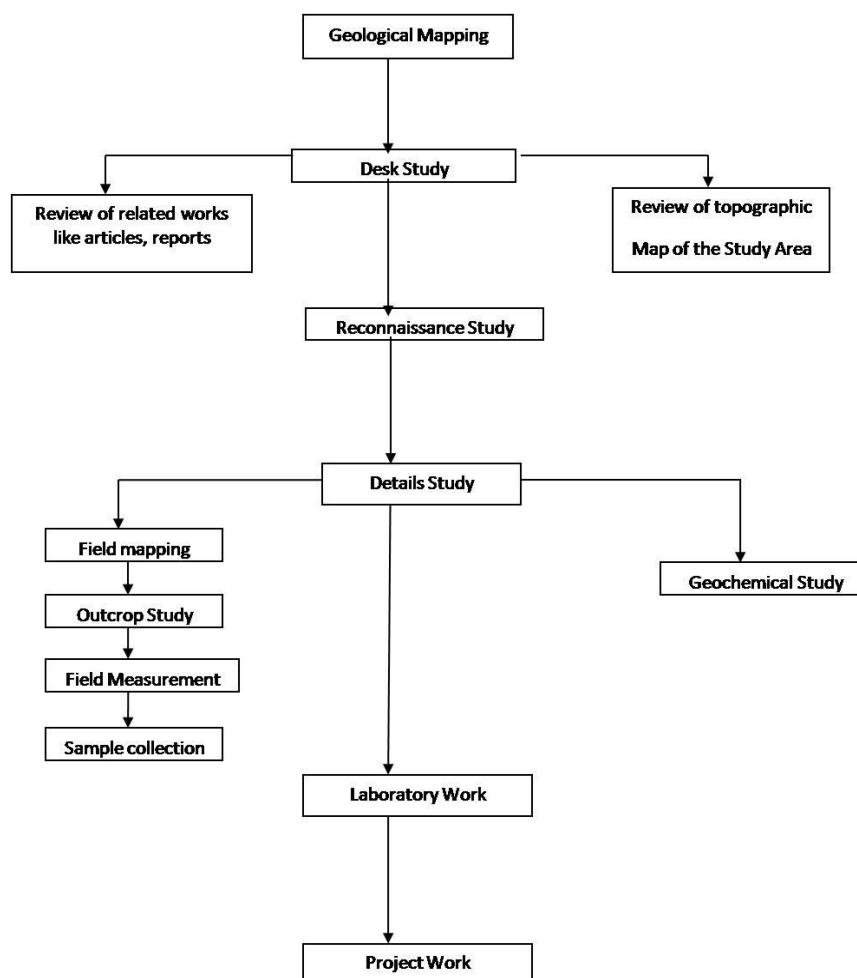 Geological Mapping
Desk Study
Review of related works
like articles, reports
Review of topographic
Map of the Study Area
Reconnaissance Study
Details Study
Field mapping
Outcrop Study
Field Measurement
Sample collection
Geochemical Study
Laboratory Work
Project Work